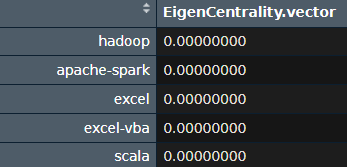 EigenCentrality.vector
hadoop 0.00000000
apache-spark 0.00000000
excel 0.00000000
excel-vba 0.00000000
scala 0.00000000